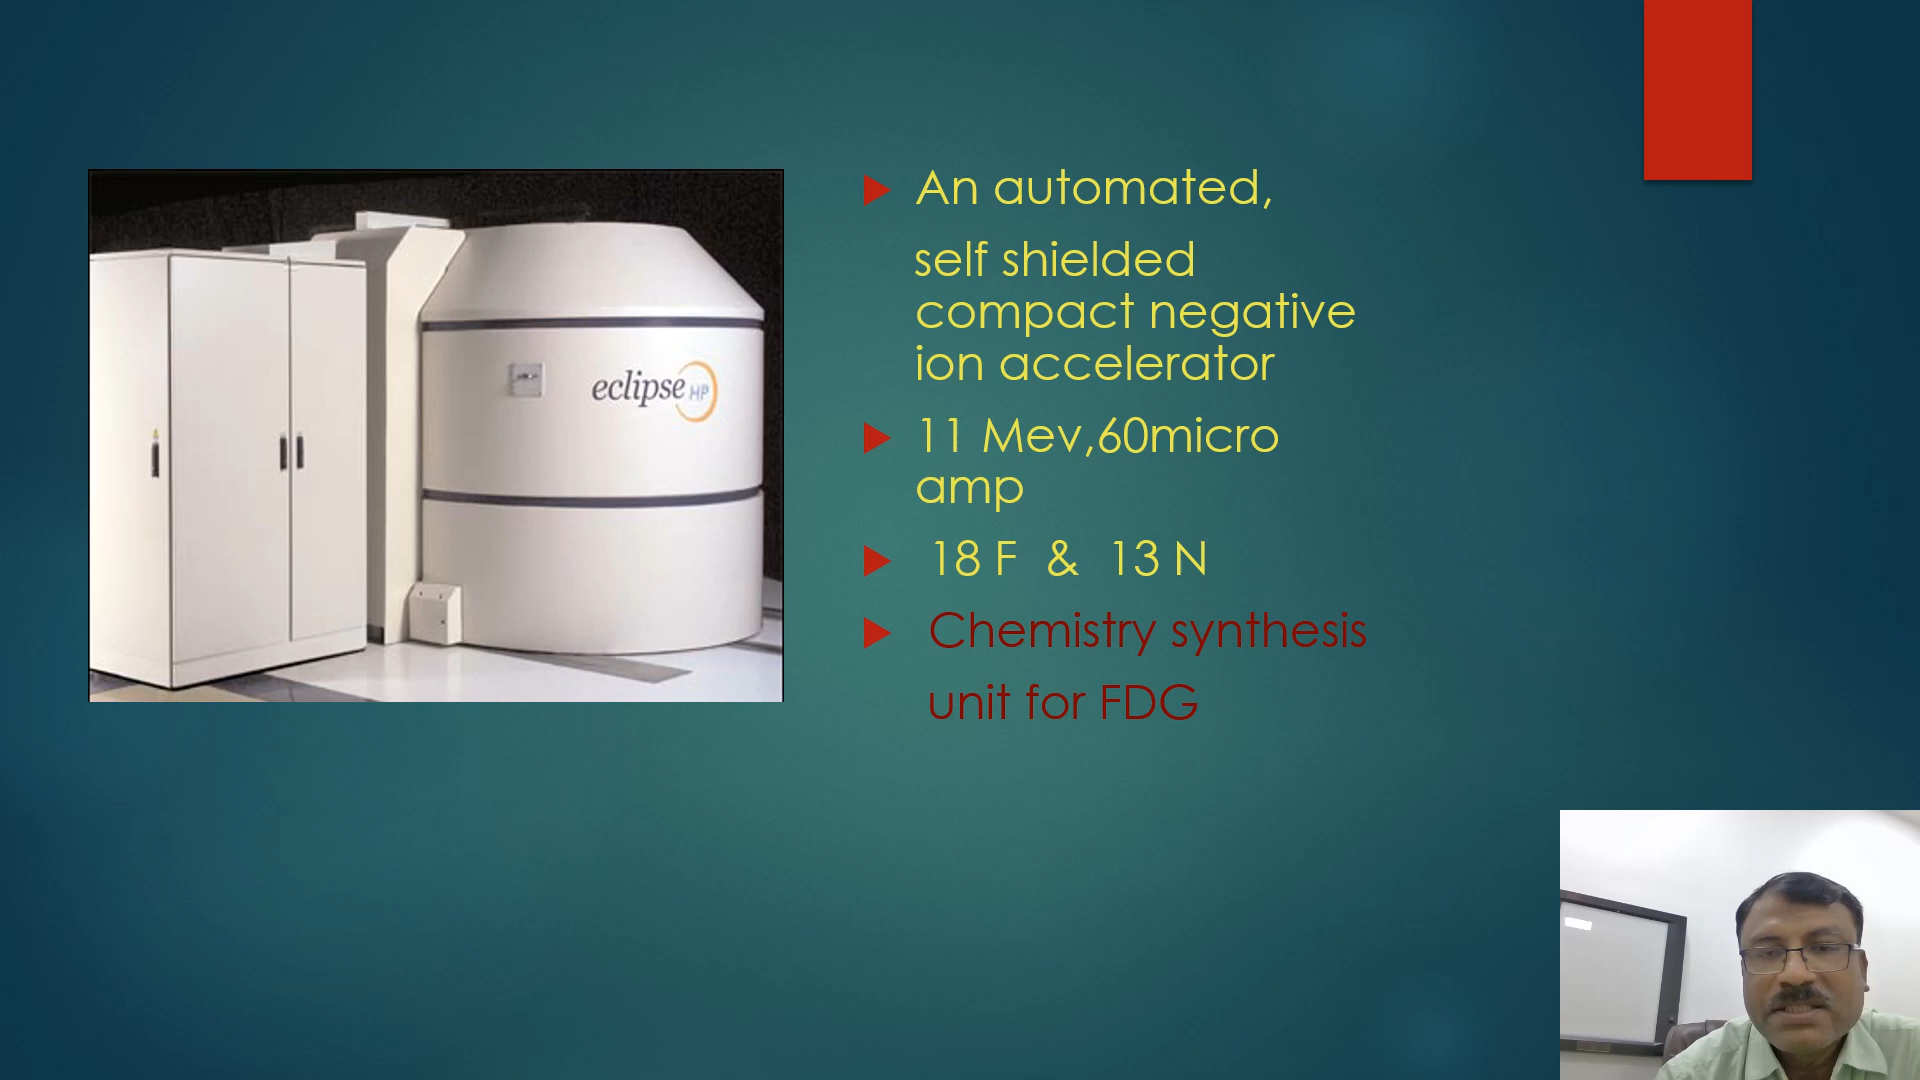 eclipse HP
An automated,
self shielded
compact negative
ion accelerator
11 Mev,60micro
amp
18 F & 13 N
Chemistry synthesis
unit for FDG